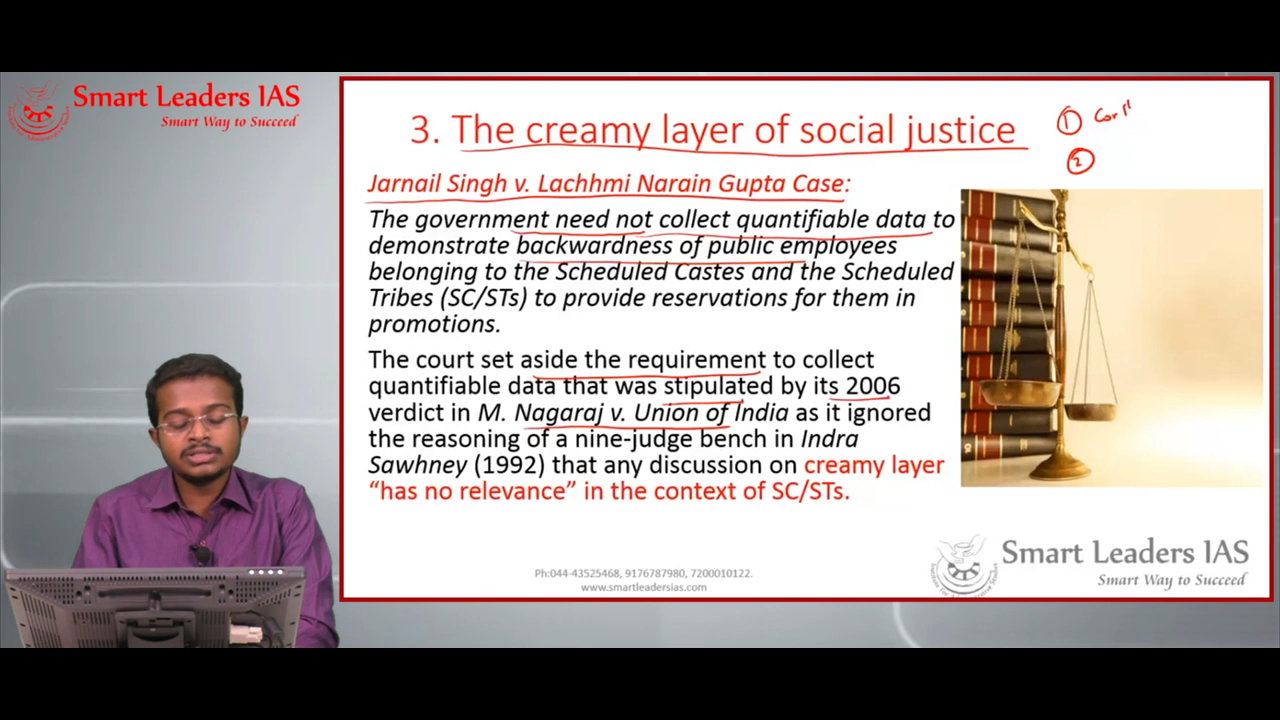 Smart Leaders IAS
Smart Way to Succeed
3. The creamy layer of social justice
1
2
Jarnail Singh v. Lachhmi Narain Gupta Case:
The government need not collect quantifiable data to
demonstrate backwardness of public employees
belonging to the Scheduled Castes and the Scheduled
Tribes (SC/STs) to provide reservations for them in
promotions.
The court set aside the requirement to collect
quantifiable data that was stipulated by its 2006
verdict in M. Nagaraj v. Union of India as it ignored
the reasoning of a nine-judge bench in Indra
Sawhney (1992) that any discussion on creamy layer
“has no relevance” in the context of SC/STs.
Smart Leaders IAS
Smart Way to Succeed
Ph:044-43525468, 9176787980, 7200010122.
www.smartleadersias.com